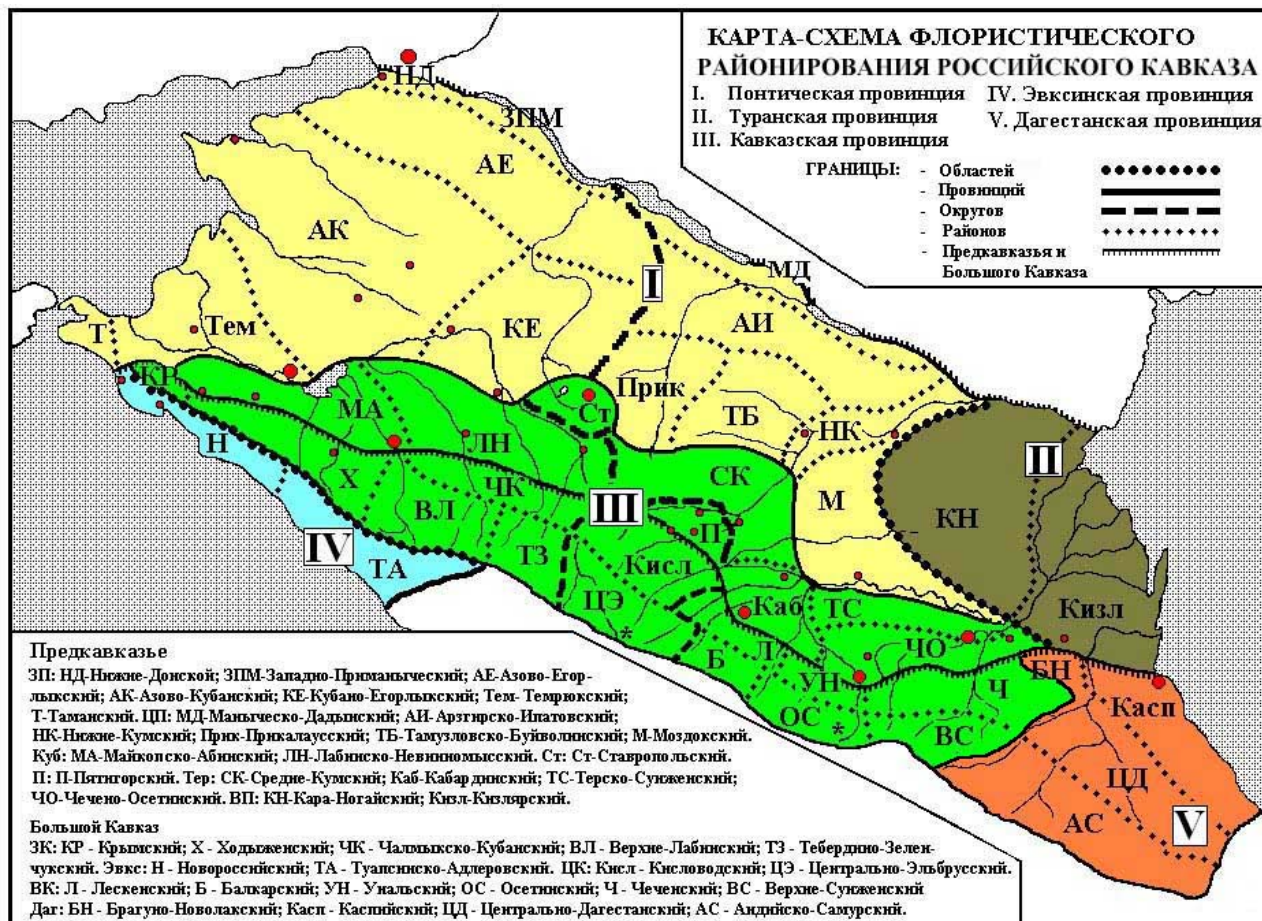 КАРТА-СХЕМА ФЛОРИСТИЧЕСКОГО
РАЙОНИРОВАНИЯ РОССИЙСКОГО КАВКАЗА
I. Понтическая провинция IV. Эвксинская провинция
II. Туранская провинция V. Дагестанская провинция
III. Кавказская провинция
ГРАНИЦЫ: - Областей
- Провинций
- Округов
- Районов
- Предкавказья и
Большого Кавказа
НД
ЗПМ
АЕ
АК
МД
I
АИ
Т
Тем
КЕ
КР
Прик
Ст
МА
ТБ
НК
Н
ЛН
II
Х
ЧК
СК
ВЛ
III
М
КН
П
IV
ТЗ
Кисл
ТА
ЦЭ
Каб
ТС
Кизл
*
ЧО
Б
Л
БН
УН
Ч
Касп
ОС
*
ВС
ЦД
АС
V
Предкавказье
ЗП: НД-Нижне-Донской; ЗПМ-Западно-Приманыческий; АЕ-Азово-Егор-
лыкский; АК-Азово-Кубанский; КЕ-Кубано-Егорлыкский; Тем-Темрюкский;
Т-Таманский. ЦП: МД-Маныческо-Дадынский; АИ-Арзгирско-Ипатовский;
НК-Нижне-Кумский; Прик-Прикалаусский; ТБ-Тамузловско-Буйволинский; М-Моздокский.
Куб: МА-Майкопско-Абинский; ЛН-Лабинско-Невинномысский. Ст: Ст-Ставропольский.
П: П-Пятигорский. Тер: СК-Средне-Кумский; Каб-Кабардинский; ТС-Терско-Сунженский;
ЧО-Чечено-Осетинский. ВП: КН-Кара-Ногайский; Кизл-Кизлярский.
Большой Кавказ
ЗК: КР - Крымский; Х - Ходыженский; ЧК - Чалмыкско-Кубанский; ВЛ - Верхне-Лабинский; ТЗ - Тебердино-Зелен-
чукский. Эвкс: Н - Новороссийский; ТА - Туапсинско-Адлеровский. ЦК: Кисл - Кисловодский; ЦЭ - Центрально-Эльбрусский.
ВК: Л - Лескенский; Б - Балкарский; УН - Унальский; ОС - Осетинский; Ч - Чеченский; ВС - Верхне-Сунженский
Даг: БН - Брагуно-Новолакский; Касп - Каспийский; ЦД - Центрально-Дагестанский; АС - Андийско-Самурский.